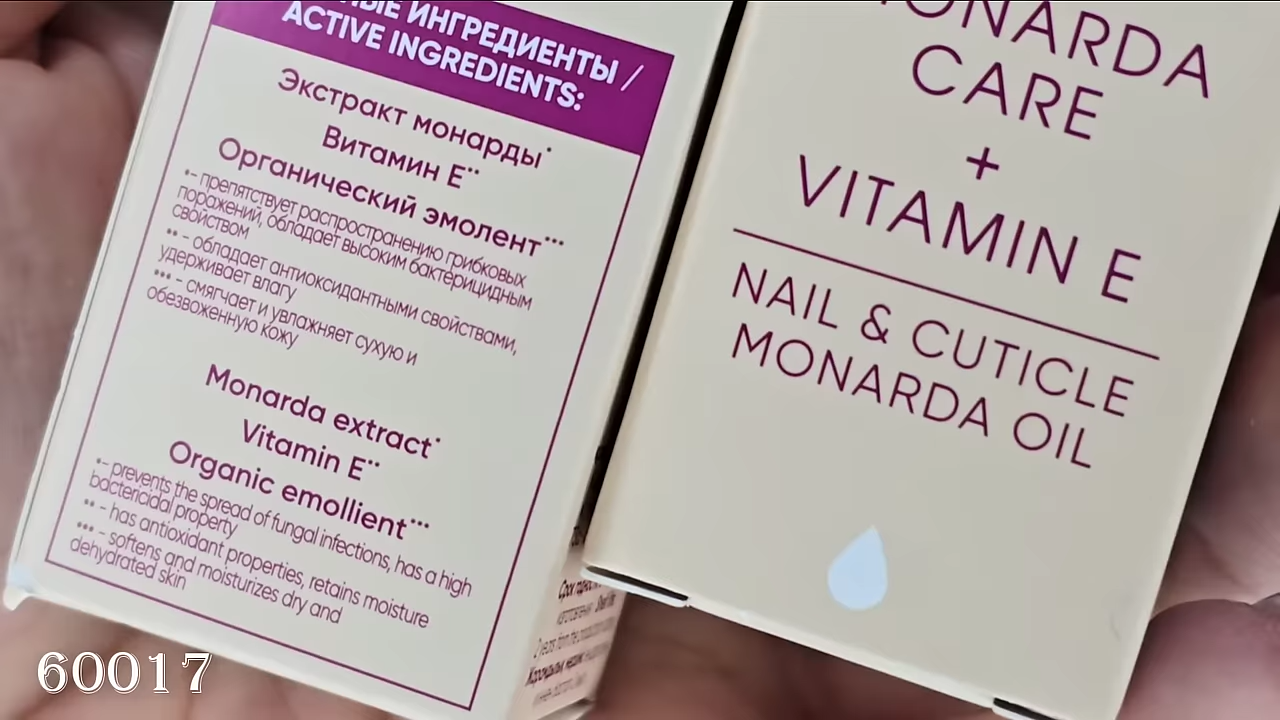 ИНГРЕДИЕНТЫ /
ACTIVE INGREDIENTS:
Экстракт монарды*
Витамин Е**
Органический эмолент***
*– препятствует распространению грибковых
поражений, обладает высоким бактерицидным
свойством
** – обладает антиоксидантными свойствами,
удерживает влагу
*** – смягчает и увлажняет сухую и
обезвоженную кожу
Monarda extract*
Vitamin E**
Organic emollient***
*– prevents the spread of fungal infections, has a high
bactericidal property
** – has antioxidant properties, retains moisture
*** – softens and moisturizes dry and
dehydrated skin
MONARDA
CARE
+
VITAMIN E
NAIL & CUTICLE
MONARDA OIL
60017